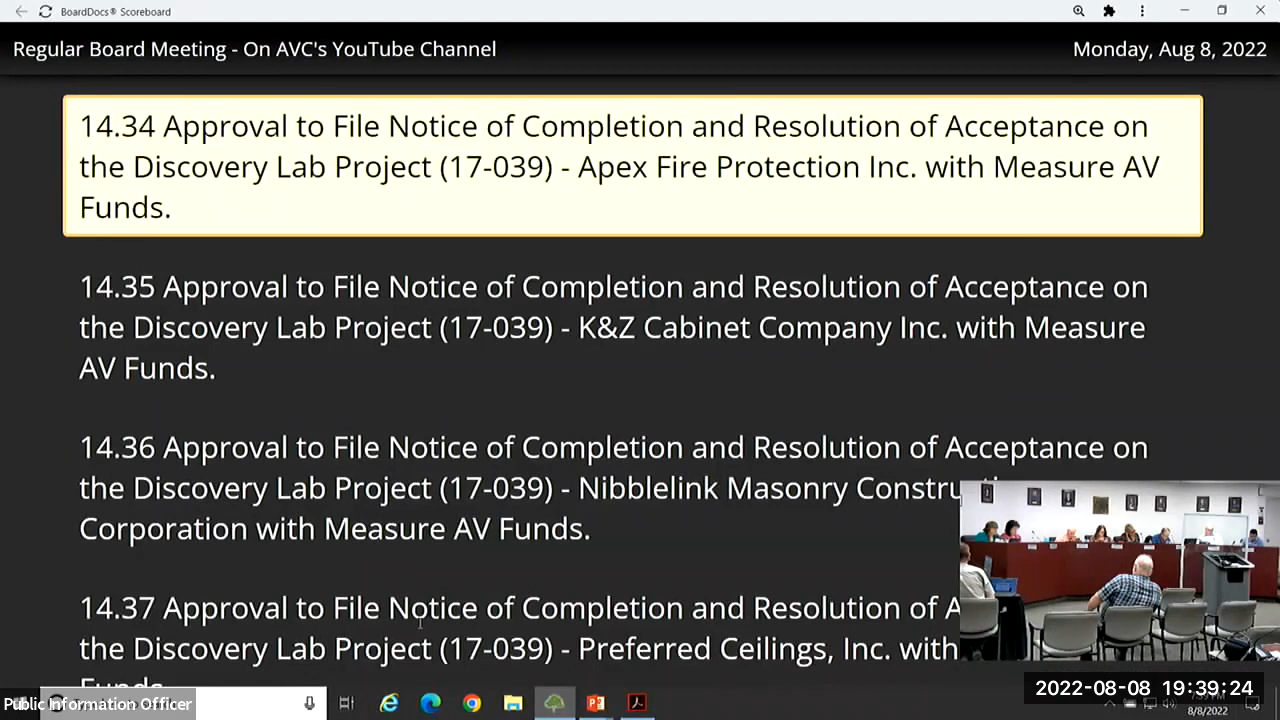 BoardDocs® Scoreboard
Regular Board Meeting - On AVC's YouTube Channel
Monday, Aug 8, 2022
14.34 Approval to File Notice of Completion and Resolution of Acceptance on
the Discovery Lab Project (17-039) - Apex Fire Protection Inc. with Measure AV
Funds.
14.35 Approval to File Notice of Completion and Resolution of Acceptance on
the Discovery Lab Project (17-039) - K&Z Cabinet Company Inc. with Measure
AV Funds.
14.36 Approval to File Notice of Completion and Resolution of Acceptance on
the Discovery Lab Project (17-039) - Nibblelink Masonry
Corporation with Measure AV Funds.
14.37 Approval to File Notice of Completion and Resolution of
the Discovery Lab Project (17-039) - Preferred Ceilings, Inc. with
Funds.
Public Information Officer
2022-08-08 19:39:24
8/8/2022